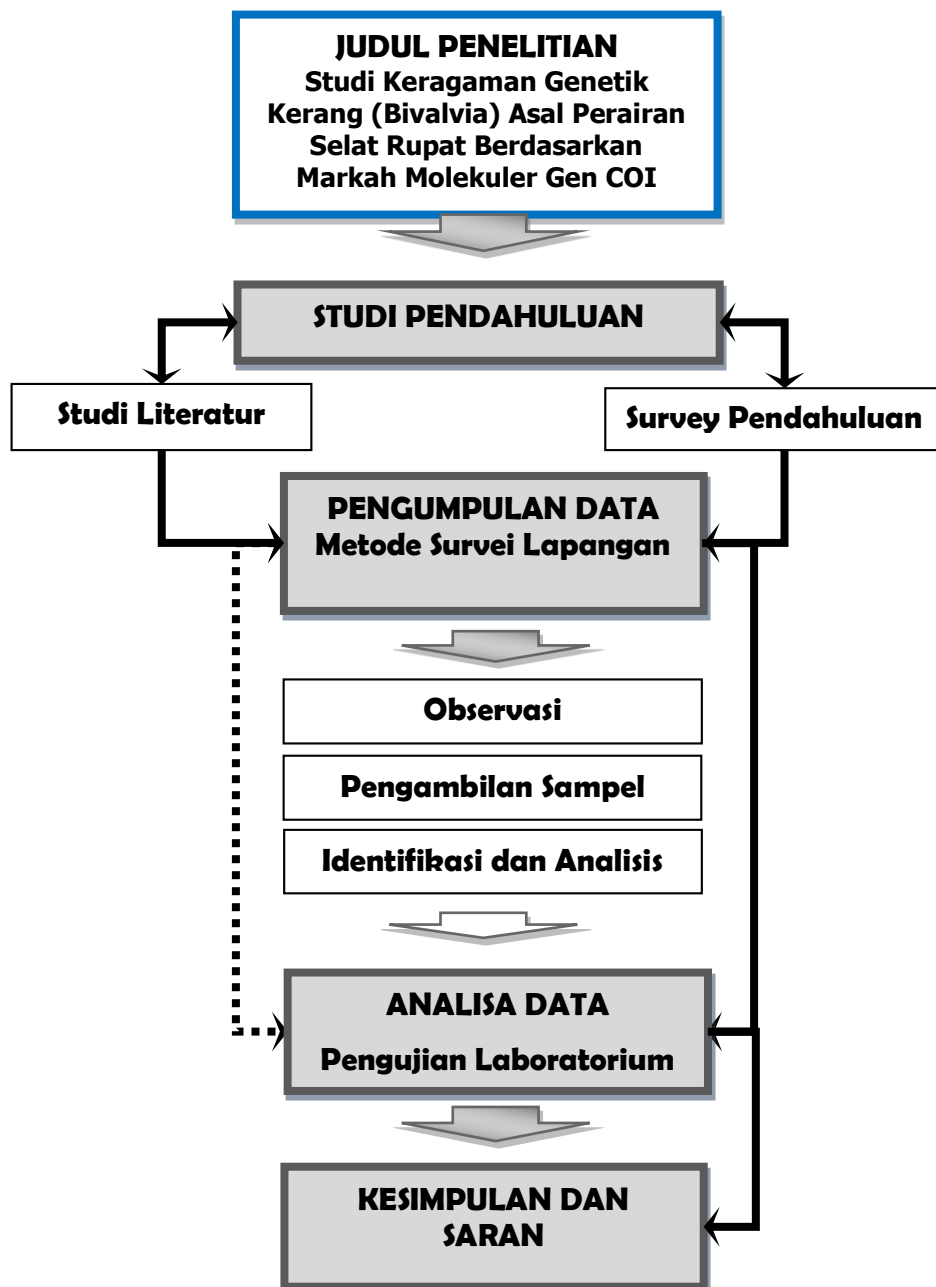 JUDUL PENELITIAN
Studi Keragaman Genetik
Kerang (Bivalvia) Asal Perairan
Selat Rupat Berdasarkan
Markah Molekuler Gen COI
STUDI PENDAHULUAN
Studi Literatur
Survey Pendahuluan
PENGUMPULAN DATA
Metode Survei Lapangan
Observasi
Pengambilan Sampel
Identifikasi dan Analisis
ANALISA DATA
Pengujian Laboratorium
KESIMPULAN DAN
SARAN